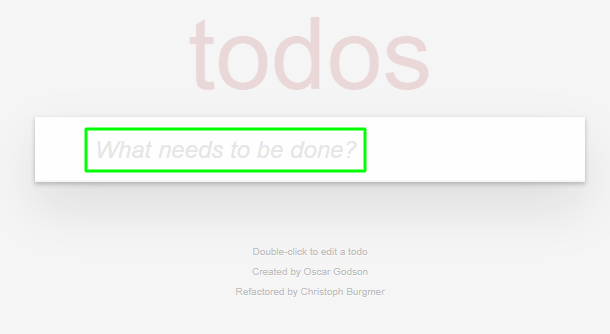 todos
What needs to be done?
Double-click to edit a todo
Created by Oscar Godson
Refactored by Christoph Burgmer